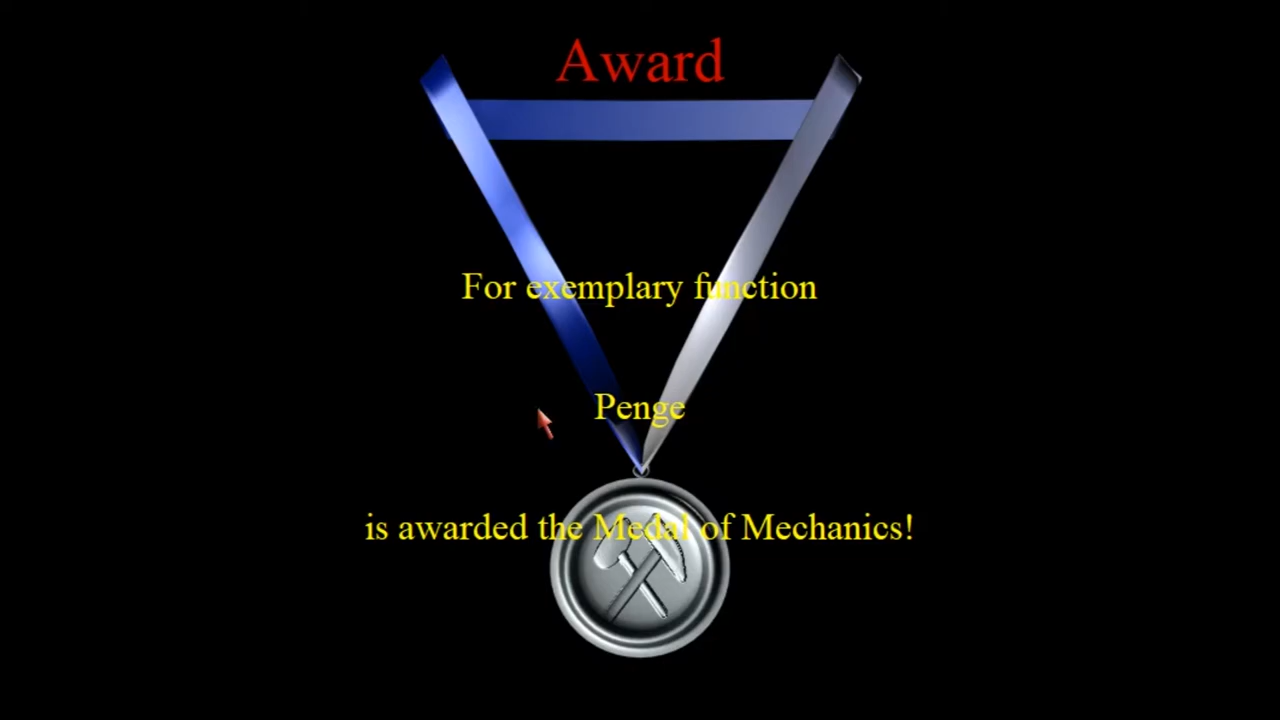 Award
For exemplary function
Penge
is awarded the Medal of Mechanics!